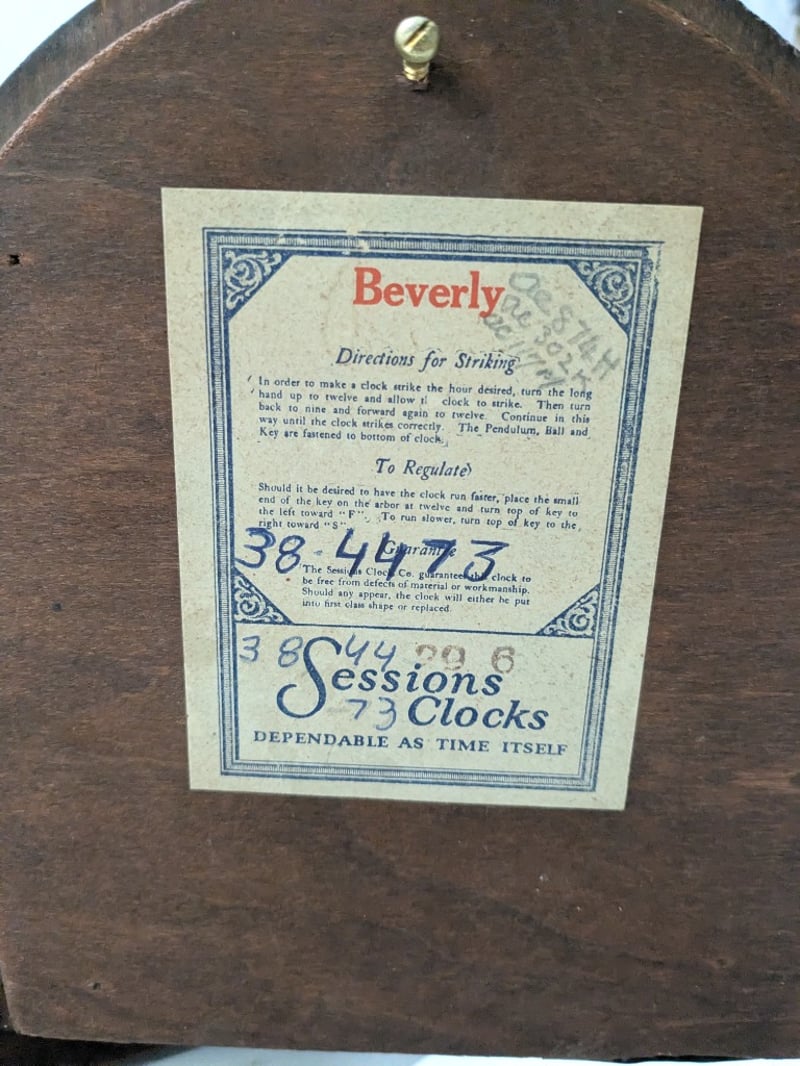 Beverly
Oc 874H
Directions for Striking
In order to make a clock strike the hour desired, turn the long
hand up to twelve and allow clock to strike. Then turn
back to nine and forward again to twelve. Continue in this
way until the clock strikes correctly. The Pendulum, Ball and
Key are fastened to bottom of clock.
To Regulate
Should it be desired to have the clock run faster, place the small
end of the key on the arbor at twelve and turn top of key to
the left toward "F". To run slower, turn top of key to the
right toward "S".
38-4473
Guarantee
The Sessions Clock Co. guarantees this clock to
be free from defects of material or workmanship.
Should any appear, the clock will either be put
into first class shape or replaced.
38 44 29 6
Sessions
73 Clocks
DEPENDABLE AS TIME ITSELF